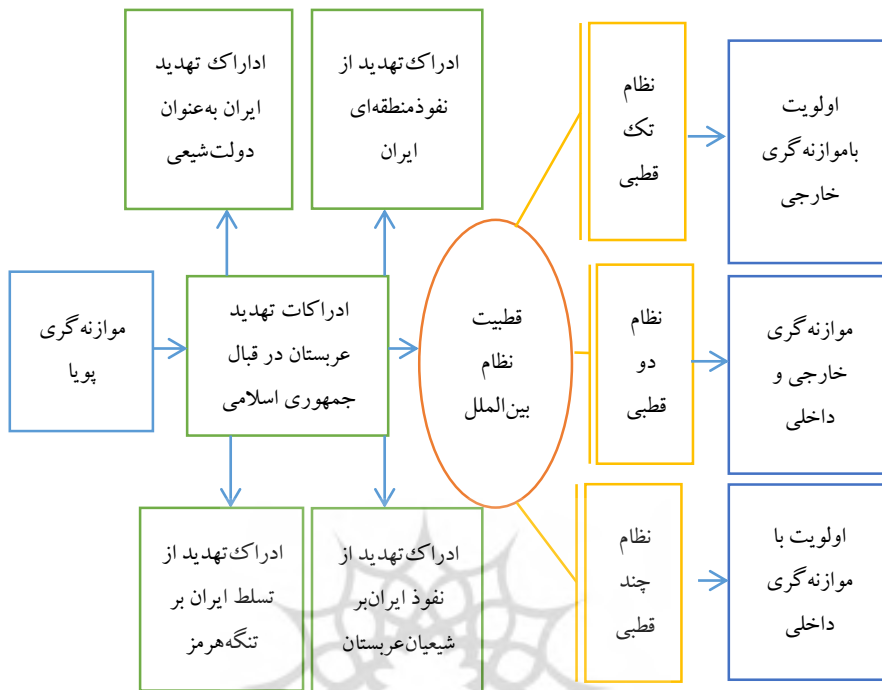 اداراک تهدید
ایران به‌عنوان
دولت‌شیعی
ادراک‌تهدید از
نفوذمنطقه‌ای
ایران
نظام
تک
قطبی
اولویت
باموازنه‌گری
خارجی
موازنه‌گری
پویا
ادراکات تهدید
عربستان در قبال
جمهوری اسلامی
قطبیت
نظام
بین‌الملل
نظام
دو
قطبی
موازنه‌گری
خارجی و
داخلی
ادراک‌تهدید از
تسلط ایران بر
تنگه‌هرمز
ادراک‌تهدید از
نفوذ ایران‌بر
شیعیان‌عربستان
نظام
چند
قطبی
اولویت با
موازنه‌گری
داخلی